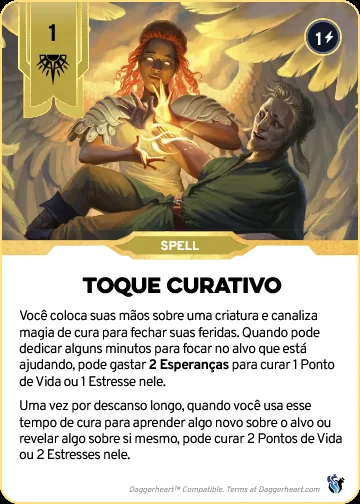 1
1
SPELL
TOQUE CURATIVO
Você coloca suas mãos sobre uma criatura e canaliza
magia de cura para fechar suas feridas. Quando pode
dedicar alguns minutos para focar no alvo que está
ajudando, pode gastar 2 Esperanças para curar 1 Ponto
de Vida ou 1 Estresse nele.
Uma vez por descanso longo, quando você usa esse
tempo de cura para aprender algo novo sobre o alvo ou
revelar algo sobre si mesmo, pode curar 2 Pontos de Vida
ou 2 Estresses nele.
Daggerheart™ Compatible. Terms at Daggerheart.com